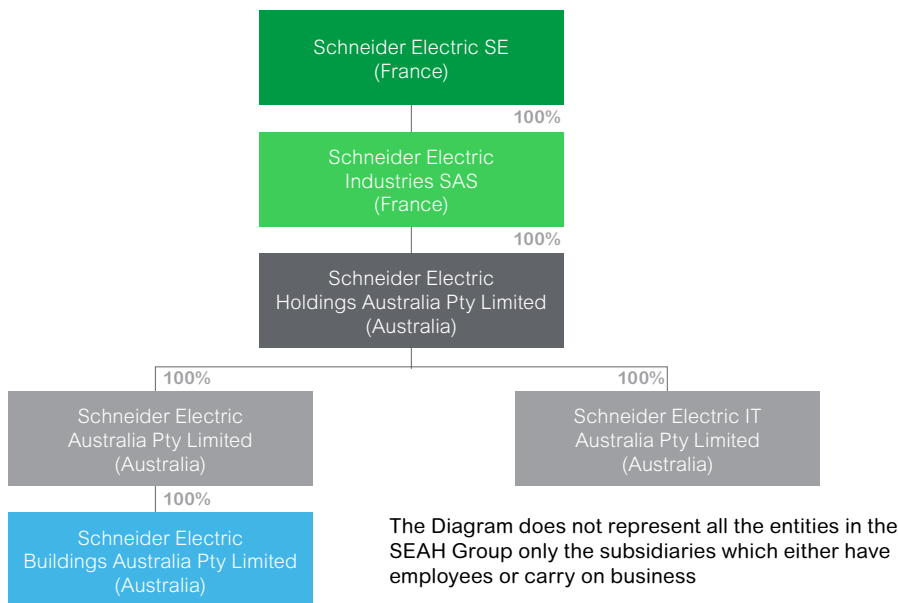 Schneider Electric SE
(France)
100%
Schneider Electric
Industries SAS
(France)
100%
Schneider Electric
Holdings Australia Pty Limited
(Australia)
100%
100%
Schneider Electric
Australia Pty Limited
(Australia)
Schneider Electric IT
Australia Pty Limited
(Australia)
100%
Schneider Electric
Buildings Australia Pty Limited
(Australia)
The Diagram does not represent all the entities in the
SEAH Group only the subsidiaries which either have
employees or carry on business